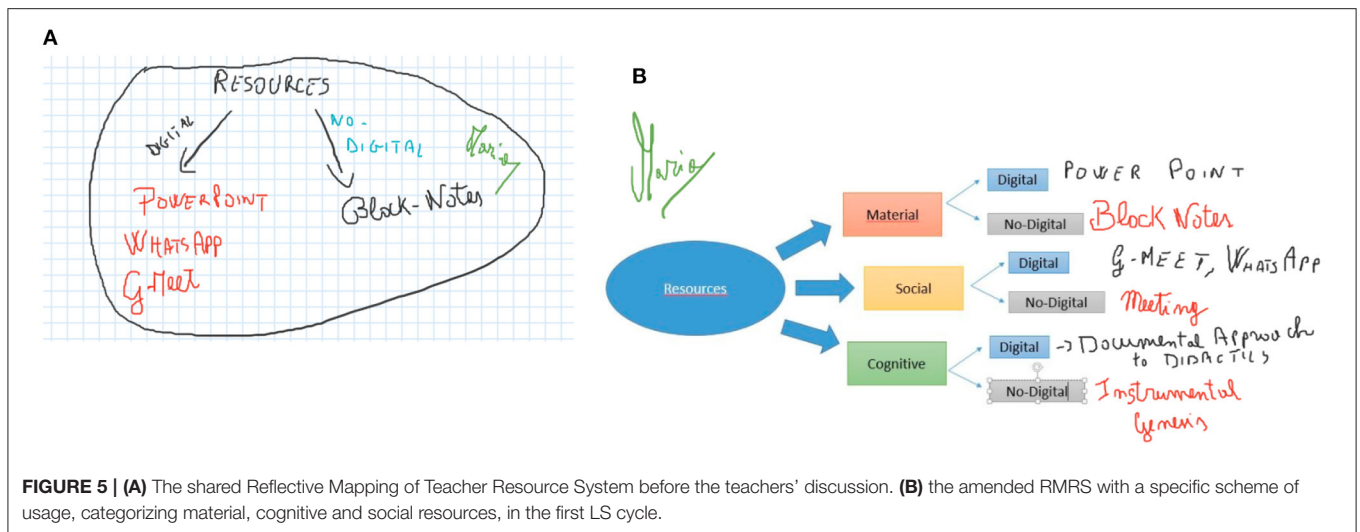 A
RESOURCES
DIGITAL
NO-
DIGITAL
Mario
POWERPOINT
WHATSAPP
G-Meet
Block-Notes
B
Mario
Resources
Material
Digital
POWER POINT
No-Digital
Block Notes
Social
Digital
G-MEET, WHATSAPP
No-Digital
Meeting
Cognitive
Digital
Documental Approach
to DIDACTICS
No-Digital
Instrumental
Genesis
FIGURE 5 | (A) The shared Reflective Mapping of Teacher Resource System before the teachers’ discussion. (B) the amended RMRS with a specific scheme of
usage, categorizing material, cognitive and social resources, in the first LS cycle.